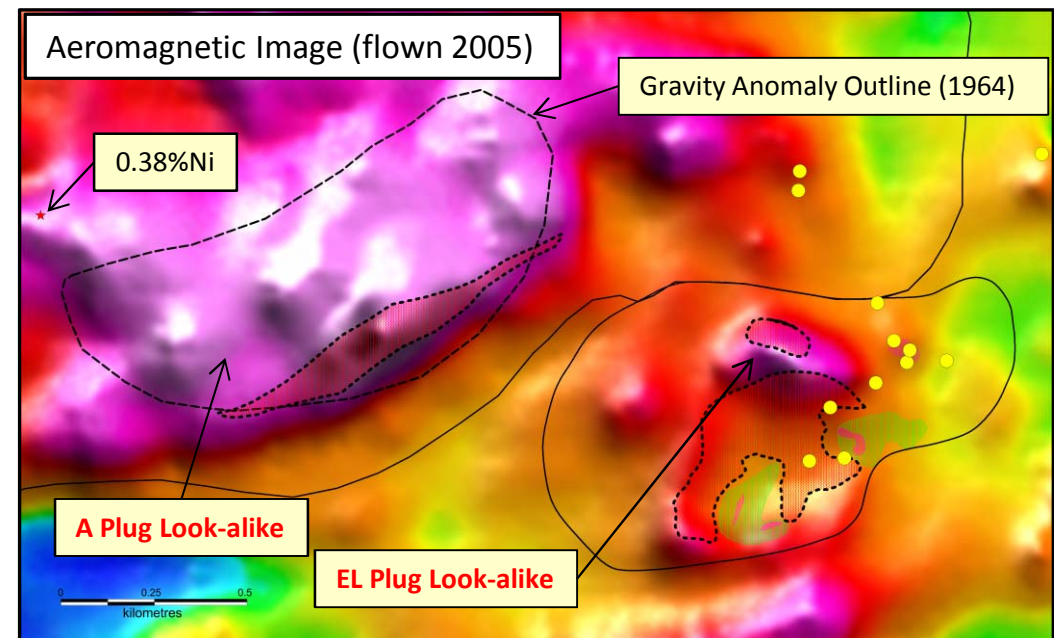 Aeromagnetic Image (flown 2005)
Gravity Anomaly Outline (1964)
0.38%Ni
A Plug Look-alike
EL Plug Look-alike
0 0.25 0.5
kilometres